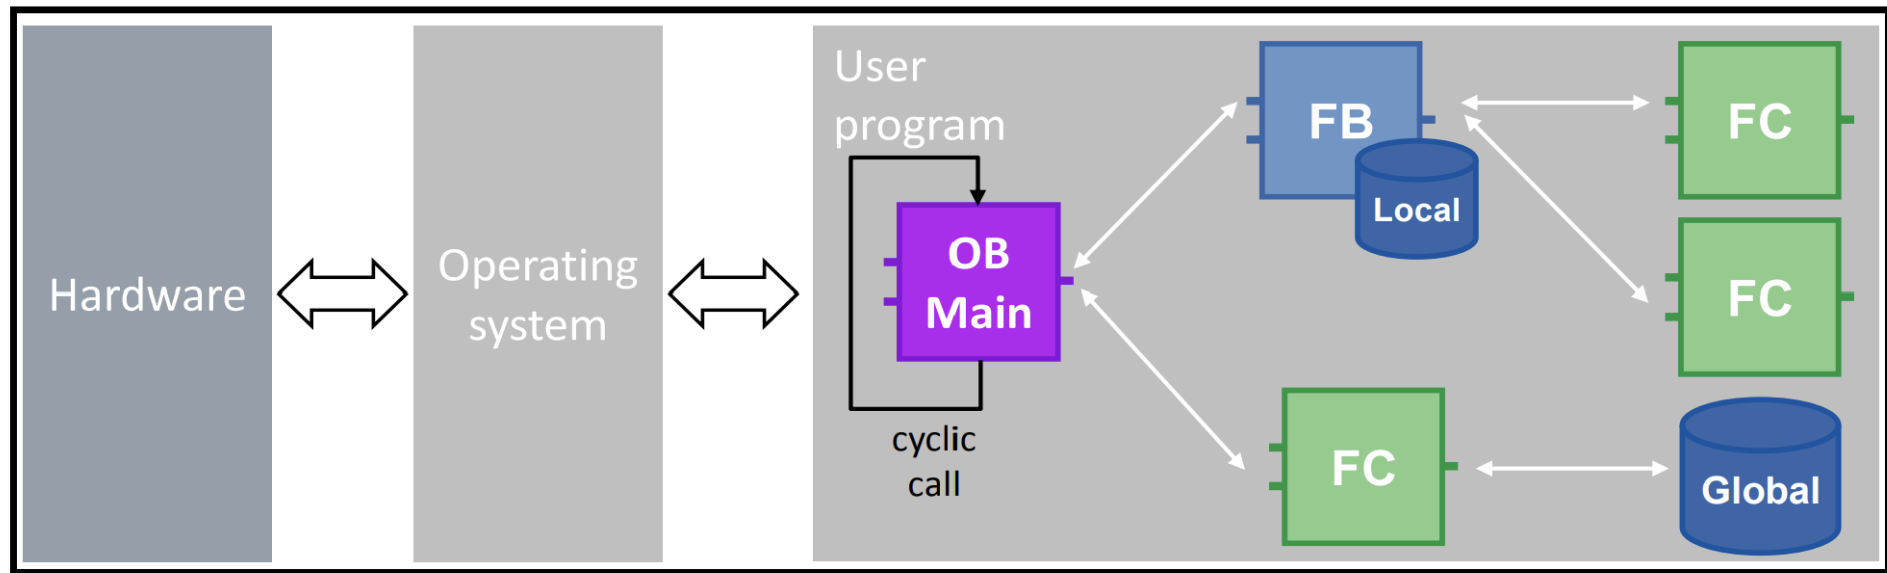 Hardware
Operating
system
User
program
OB
Main
cyclic
call
FB
Local
FC
FC
FC
Global